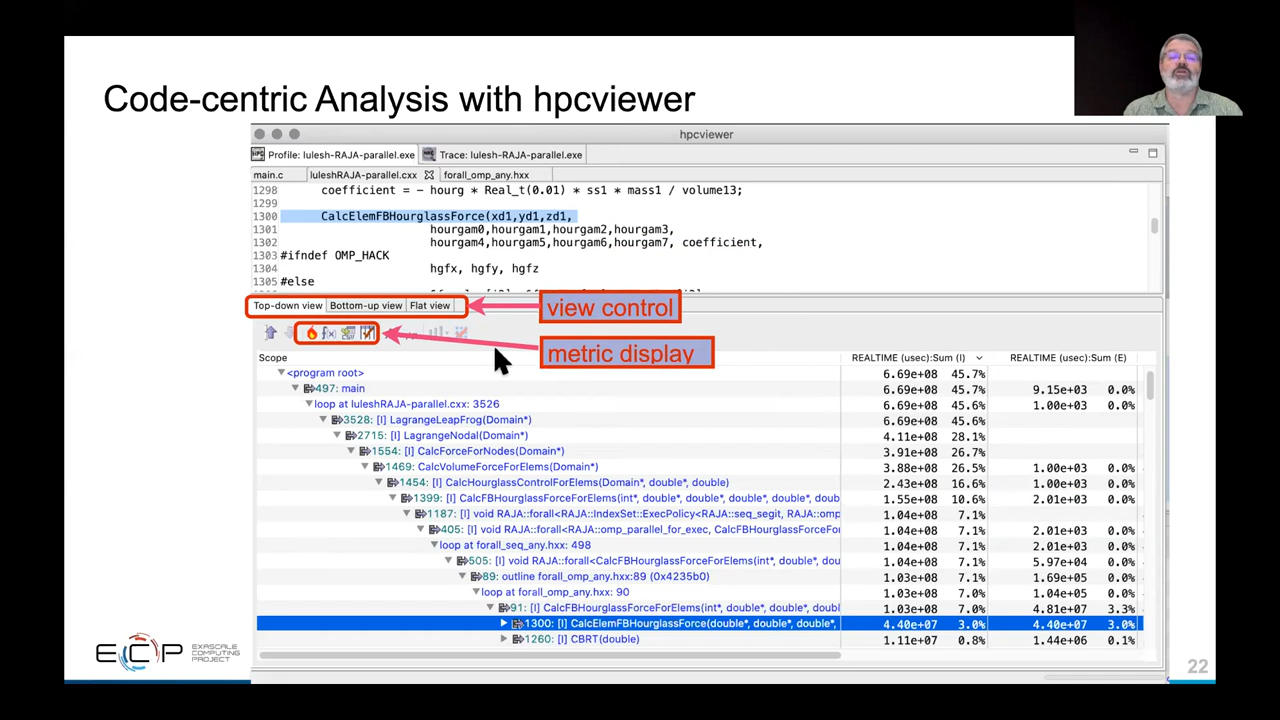 Code-centric Analysis with hpcviewer
hpcviewer
Profile: lulesh-RAJA-parallel.exe Trace: lulesh-RAJA-parallel.exe
main.c luleshRAJA-parallel.cxx forall_omp_any.hxx
1298 coefficient = - hourg * Real_t(0.01) * ss1 * mass1 / volume13;
1299
1300 CalcElemFBHourglassForce(xd1,yd1,zd1,
1301 hourgam0,hourgam1,hourgam2,hourgam3,
1302 hourgam4,hourgam5,hourgam6,hourgam7, coefficient,
1303 #ifndef OMP_HACK
1304 hgfx, hgfy, hgfz
1305 #else
Top-down view Bottom-up view Flat view
view control
f(x)
metric display
Scope REALTIME (usec):Sum (I) REALTIME (usec):Sum (E)
<program root> 6.69e+08 45.7%
497: main 6.69e+08 45.7% 9.15e+03 0.0%
loop at luleshRAJA-parallel.cxx: 3526 6.69e+08 45.6% 1.00e+03 0.0%
3528: [I] LagrangeLeapFrog(Domain*) 6.69e+08 45.6%
2715: [I] LagrangeNodal(Domain*) 4.11e+08 28.1%
1554: [I] CalcForceForNodes(Domain*) 3.91e+08 26.7%
1469: CalcVolumeForceForElems(Domain*) 3.88e+08 26.5% 1.00e+03 0.0%
1454: [I] CalcHourglassControlForElems(Domain*, double*, double) 2.43e+08 16.6% 1.00e+03 0.0%
1399: CalcFBHourglassForceForElems(int*, double*, double*, double*, doub 1.55e+08 10.6% 2.01e+03 0.0%
1187: [I] void RAJA::forall<RAJA::IndexSet::ExecPolicy<RAJA::seq_segit, RAJA::omp 1.04e+08 7.1%
405: [I] void RAJA::forall<RAJA::omp_parallel_for_exec, CalcFBHourglassForceFor 1.04e+08 7.1% 2.01e+03 0.0%
loop at forall_seq_any.hxx: 498 1.04e+08 7.1% 2.01e+03 0.0%
505: [I] void RAJA::forall<CalcFBHourglassForceForElems(int*, double*, dou 1.04e+08 7.1% 5.97e+04 0.0%
89: outline forall_omp_any.hxx:89 (0x4235b0) 1.03e+08 7.1% 1.69e+05 0.0%
loop at forall_omp_any.hxx: 90 1.03e+08 7.0% 1.04e+05 0.0%
91: [I] CalcFBHourglassForceForElems(int*, double*, double*, double 1.03e+08 7.0% 4.81e+07 3.3%
1300: [I] CalcElemFBHourglassForce(double*, double*, double*, 4.40e+07 3.0% 4.40e+07 3.0%
1260: [I] CBRT(double) 1.11e+07 0.8% 1.44e+06 0.1%
ECP
EXASCALE
COMPUTING
PROJECT
22